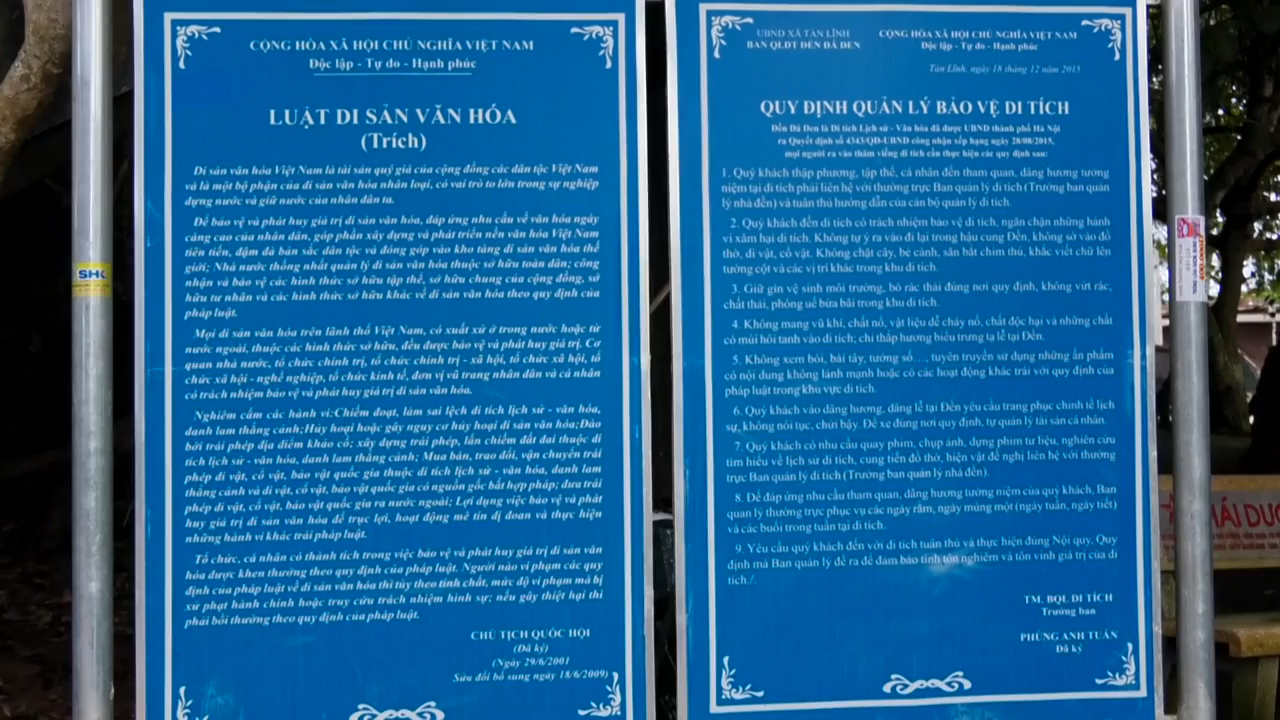 CỘNG HÒA XÃ HỘI CHỦ NGHĨA VIỆT NAM
Độc lập - Tự do - Hạnh phúc
LUẬT DI SẢN VĂN HÓA
(Trích)
Di sản văn hóa Việt Nam là tài sản quý giá của cộng đồng các dân tộc Việt Nam
và là một bộ phận của di sản văn hóa nhân loại, có vai trò to lớn trong sự nghiệp
dựng nước và giữ nước của nhân dân ta.
Để bảo vệ và phát huy giá trị di sản văn hóa, đáp ứng nhu cầu về văn hóa ngày
càng cao của nhân dân, góp phần xây dựng và phát triển nền văn hóa Việt Nam
tiên tiến, đậm đà bản sắc dân tộc và đóng góp vào kho tàng di sản văn hóa thế
giới; Nhà nước thống nhất quản lý di sản văn hóa thuộc sở hữu toàn dân; công
nhận và bảo vệ các hình thức sở hữu tập thể, sở hữu chung của cộng đồng, sở
hữu tư nhân và các hình thức sở hữu khác về di sản văn hóa theo quy định của
pháp luật.
Mọi di sản văn hóa trên lãnh thổ Việt Nam, có xuất xứ ở trong nước hoặc từ
nước ngoài, thuộc các hình thức sở hữu, đều được bảo vệ và phát huy giá trị. Cơ
quan nhà nước, tổ chức chính trị, tổ chức chính trị - xã hội, tổ chức xã hội, tổ
chức xã hội - nghề nghiệp, tổ chức kinh tế, đơn vị vũ trang nhân dân và cá nhân
có trách nhiệm bảo vệ và phát huy giá trị di sản văn hóa.
Nghiêm cấm các hành vi:Chiếm đoạt, làm sai lệch di tích lịch sử - văn hóa,
danh lam thắng cảnh;Hủy hoại hoặc gây nguy cơ hủy hoại di sản văn hóa;Đào
bới trái phép địa điểm khảo cổ; xây dựng trái phép, lấn chiếm đất đai thuộc di
tích lịch sử - văn hóa, danh lam thắng cảnh; Mua bán, trao đổi, vận chuyển trái
phép di vật, cổ vật, bảo vật quốc gia thuộc di tích lịch sử - văn hóa, danh lam
thắng cảnh và di vật, cổ vật, bảo vật quốc gia có nguồn gốc bất hợp pháp; đưa trái
phép di vật, cổ vật, bảo vật quốc gia ra nước ngoài; Lợi dụng việc bảo vệ và phát
huy giá trị di sản văn hóa để trục lợi, hoạt động mê tín dị đoan và thực hiện
những hành vi khác trái pháp luật.
Tổ chức, cá nhân có thành tích trong việc bảo vệ và phát huy giá trị di sản văn
hóa được khen thưởng theo quy định của pháp luật. Người nào vi phạm các quy
định của pháp luật về di sản văn hóa thì tùy theo tính chất, mức độ vi phạm mà bị
xử phạt hành chính hoặc truy cứu trách nhiệm hình sự; nếu gây thiệt hại thì
phải bồi thường theo quy định của pháp luật.
CHỦ TỊCH QUỐC HỘI
(Đã ký)
(Ngày 29/6/2001
Sửa đổi bổ sung ngày 18/6/2009)
UBND XÃ TẢN LĨNH
BAN QLDT ĐỀN ĐÁ ĐEN
CỘNG HÒA XÃ HỘI CHỦ NGHĨA VIỆT NAM
Độc lập - Tự do - Hạnh phúc
Tản Lĩnh, ngày 18 tháng 12 năm 2015
QUY ĐỊNH QUẢN LÝ BẢO VỆ DI TÍCH
Đền Đá Đen là Di tích Lịch sử - Văn hóa đã được UBND thành phố Hà Nội
ra Quyết định số 4343/QĐ-UBND công nhận xếp hạng ngày 28/08/2015,
mọi người ra vào thăm viếng di tích cần thực hiện các quy định sau:
1. Quý khách thập phương, tập thể, cá nhân đến tham quan, dâng hương tưởng
niệm tại di tích phải liên hệ với thường trực Ban quản lý di tích (Trưởng ban quản
lý nhà đền) và tuân thủ hướng dẫn của cán bộ quản lý di tích.
2. Quý khách đến di tích có trách nhiệm bảo vệ di tích, ngăn chặn những hành
vi xâm hại di tích. Không tự ý ra vào đi lại trong hậu cung Đền, không sờ vào đồ
thờ, di vật, cổ vật. Không chặt cây, bẻ cành, săn bắt chim thú, khắc viết chữ lên
tường cột và các vị trí khác trong khu di tích.
3. Giữ gìn vệ sinh môi trường, bỏ rác thải đúng nơi quy định, không vứt rác,
chất thải, phóng uế bừa bãi trong khu di tích.
4. Không mang vũ khí, chất nổ, vật liệu dễ cháy nổ, chất độc hại và những chất
có mùi hôi tanh vào di tích; chỉ thắp hương biểu trưng tạ lễ tại Đền.
5. Không xem bói, bài tây, tướng số…, tuyên truyền sử dụng những ấn phẩm
có nội dung không lành mạnh hoặc có các hoạt động khác trái với quy định của
pháp luật trong khu vực di tích.
6. Quý khách vào dâng hương, dâng lễ tại Đền yêu cầu trang phục chỉnh tề lịch
sự, không nói tục, chửi bậy. Để xe đúng nơi quy định, tự quản lý tài sản cá nhân.
7. Quý khách có nhu cầu quay phim, chụp ảnh, dựng phim tư liệu, nghiên cứu
tìm hiểu về lịch sử di tích, cung tiến đồ thờ, hiện vật đề nghị liên hệ với thường
trực Ban quản lý di tích (Trưởng ban quản lý nhà đền).
8. Để đáp ứng nhu cầu tham quan, dâng hương tưởng niệm của quý khách, Ban
quản lý thường trực phục vụ các ngày rằm, ngày mùng một (ngày tuần, ngày tiết)
và các buổi trong tuần tại di tích.
9. Yêu cầu quý khách đến với di tích tuân thủ và thực hiện đúng Nội quy, Quy
định mà Ban quản lý đề ra để đảm bảo tính tôn nghiêm và tôn vinh giá trị của di
tích./.
TM. BQL DI TÍCH
Trưởng ban
PHÙNG ANH TUẤN
Đã ký
SHK
HẢI DƯƠ